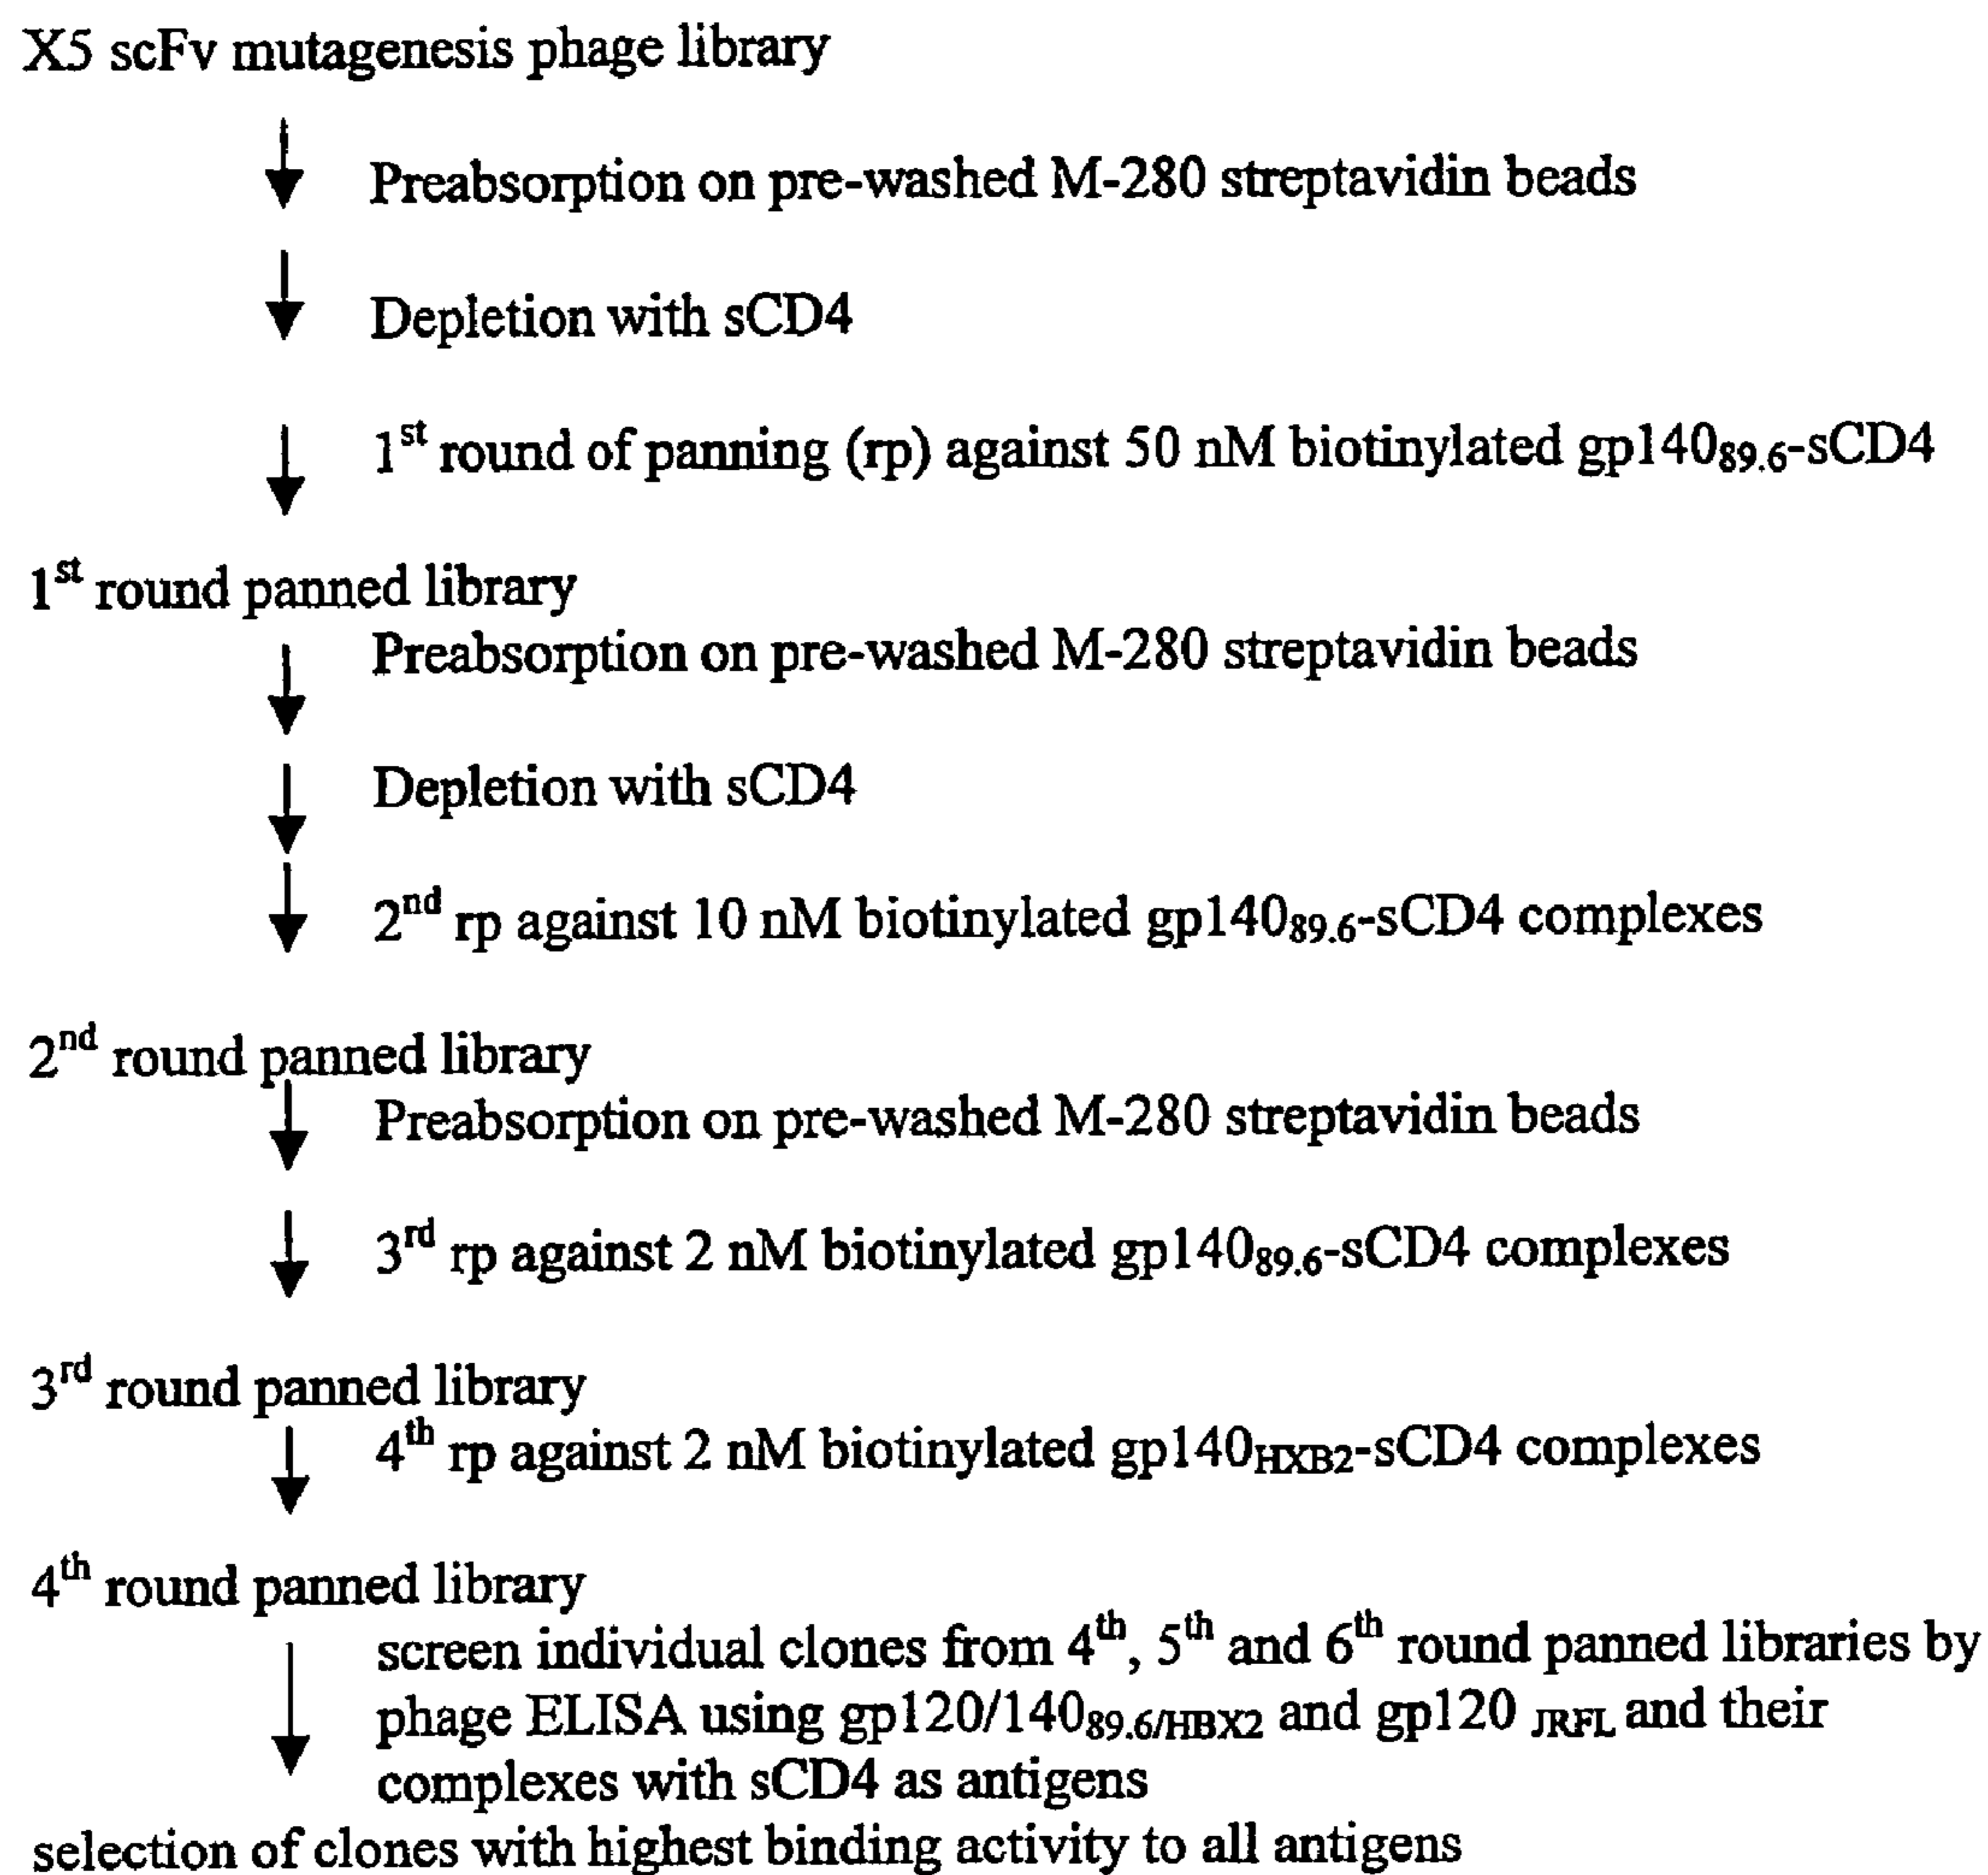 X5 scFv mutagenesis phage library
Preabsorption on pre-washed M-280 streptavidin beads
Depletion with sCD4
1st round of panning (rp) against 50 nM biotinylated gp14089.6-sCD4
1st round panned library
Preabsorption on pre-washed M-280 streptavidin beads
Depletion with sCD4
2nd rp against 10 nM biotinylated gp14089.6-sCD4 complexes
2nd round panned library
Preabsorption on pre-washed M-280 streptavidin beads
3rd rp against 2 nM biotinylated gp14089.6-sCD4 complexes
3rd round panned library
4th rp against 2 nM biotinylated gp140HXB2-sCD4 complexes
4th round panned library
screen individual clones from 4th, 5th and 6th round panned libraries by
phage ELISA using gp120/14089.6/HBX2 and gp120 JRFL and their
complexes with sCD4 as antigens
selection of clones with highest binding activity to all antigens